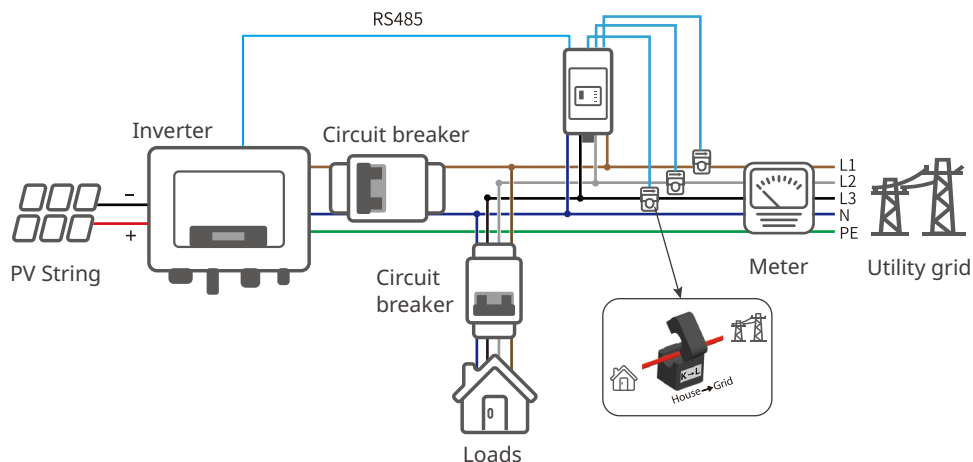 RS485
Inverter
Circuit breaker
L1
L2
L3
N
PE
–
+
PV String
Circuit
breaker
Meter
Utility grid
K→L
House→Grid
Loads